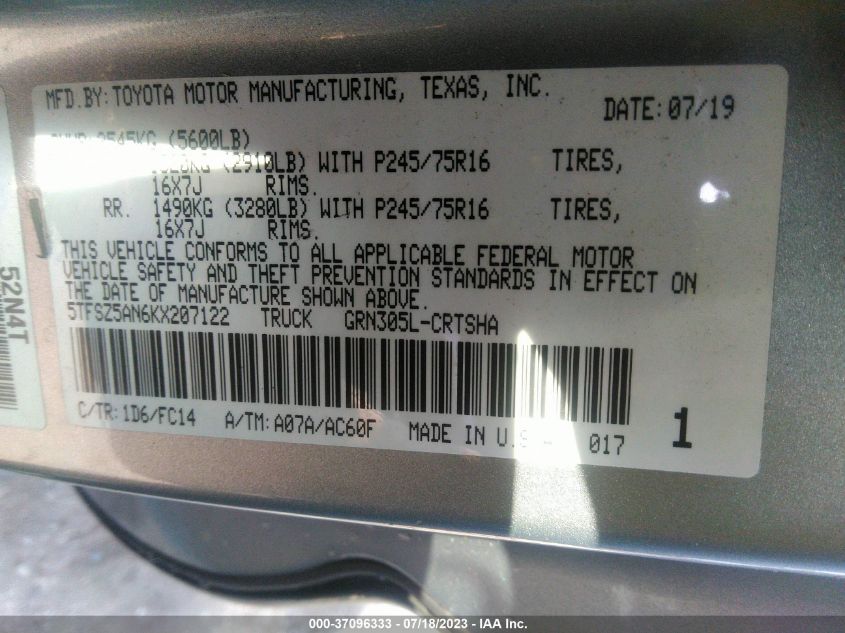 MFD.BY:TOYOTA MOTOR MANUFACTURING, TEXAS, INC.
DATE:07/19
(5600LB)
(2910LB) WITH P245/75R16 TIRES,
16X7J RIMS.
RR. 1490KG (3280LB) WITH P245/75R16 TIRES,
16X7J RIMS.
THIS VEHICLE CONFORMS TO ALL APPLICABLE FEDERAL MOTOR
VEHICLE SAFETY AND THEFT PREVENTION STANDARDS IN EFFECT ON
THE DATE OF MANUFACTURE SHOWN ABOVE.
5TFSZ5AN6KX207122 TRUCK GRN305L-CRTSHA
C/TR:1D6/FC14
A/TM:A07A/AC60F MADE IN 017 1
52N4T
000-37096333 - 07/18/2023 - IAA Inc.